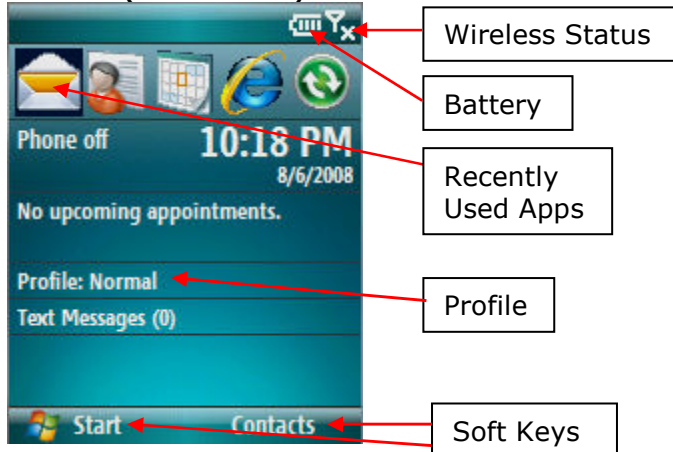 Wireless Status
Battery
Phone off
10:18 PM
8/6/2008
Recently
Used Apps
No upcoming appointments.
Profile: Normal
Profile
Text Messages (0)
Start
Contacts
Soft Keys